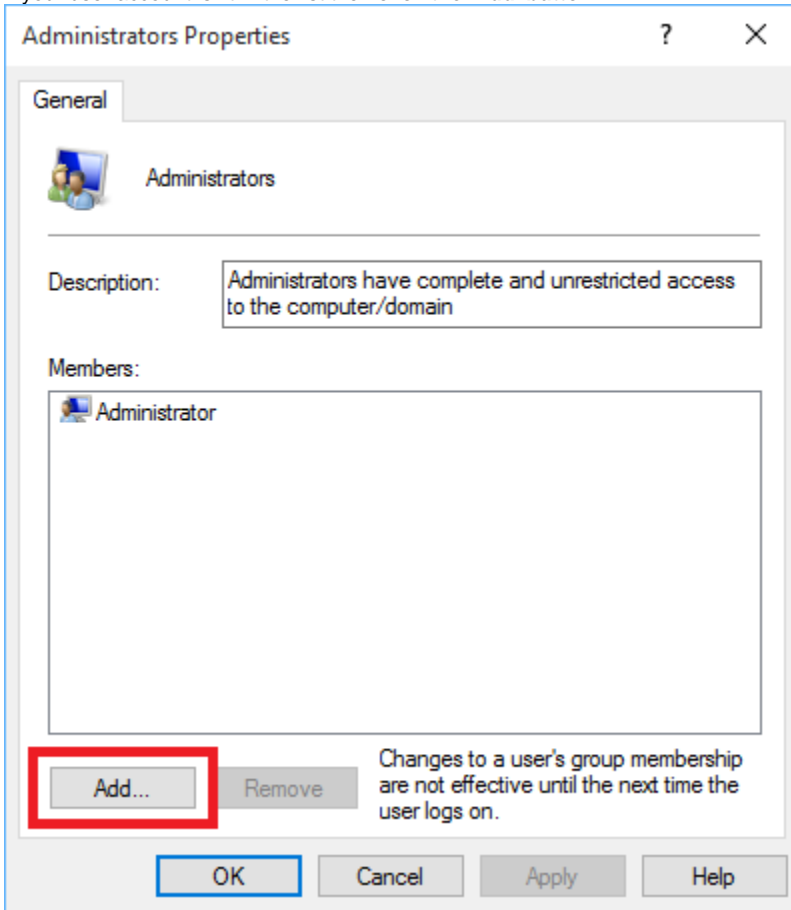 Administrators Properties
?
General
Administrators
Description:
Administrators have complete and unrestricted access
to the computer/domain
Members:
Administrator
Add...
Remove
Changes to a user's group membership
are not effective until the next time the
user logs on.
OK
Cancel
Apply
Help